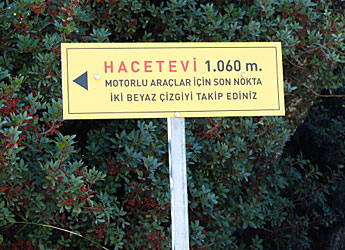 HACETEVİ 1.060 m.
MOTORLU ARAÇLAR İÇİN SON NOKTA
İKİ BEYAZ ÇİZGİYİ TAKİP EDİNİZ